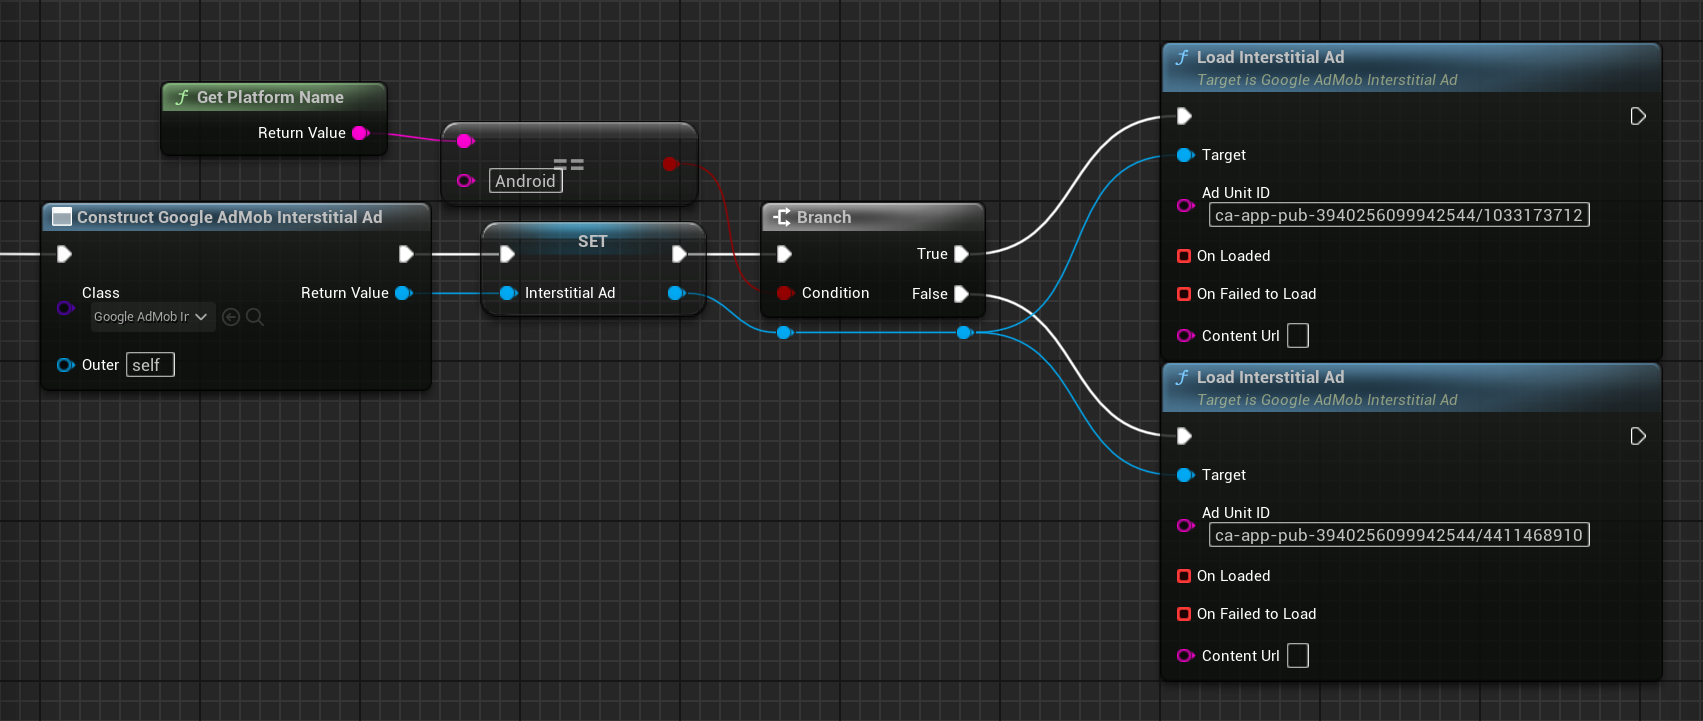 Get Platform Name
Return Value
==
Android
Construct Google AdMob Interstitial Ad
Class
Google AdMob Ir
Return Value
Outer self
SET
Interstitial Ad
Branch
True
Condition
False
Load Interstitial Ad
Target is Google AdMob Interstitial Ad
Target
Ad Unit ID
ca-app-pub-3940256099942544/1033173712
On Loaded
On Failed to Load
Content Url
Load Interstitial Ad
Target is Google AdMob Interstitial Ad
Target
Ad Unit ID
ca-app-pub-3940256099942544/4411468910
On Loaded
On Failed to Load
Content Url